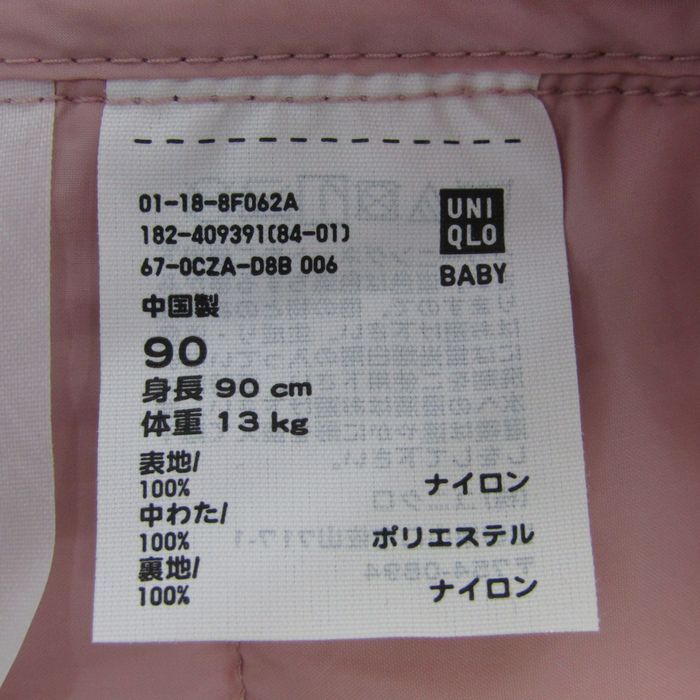 01-18-8F062A
182-409391(84-01)
67-0CZA-D8B 006
UNI
QLO
BABY
中国製
90
身長 90 cm
体重 13 kg
表地/
100% ナイロン
中わた/
100% ポリエステル
裏地/
100% ナイロン